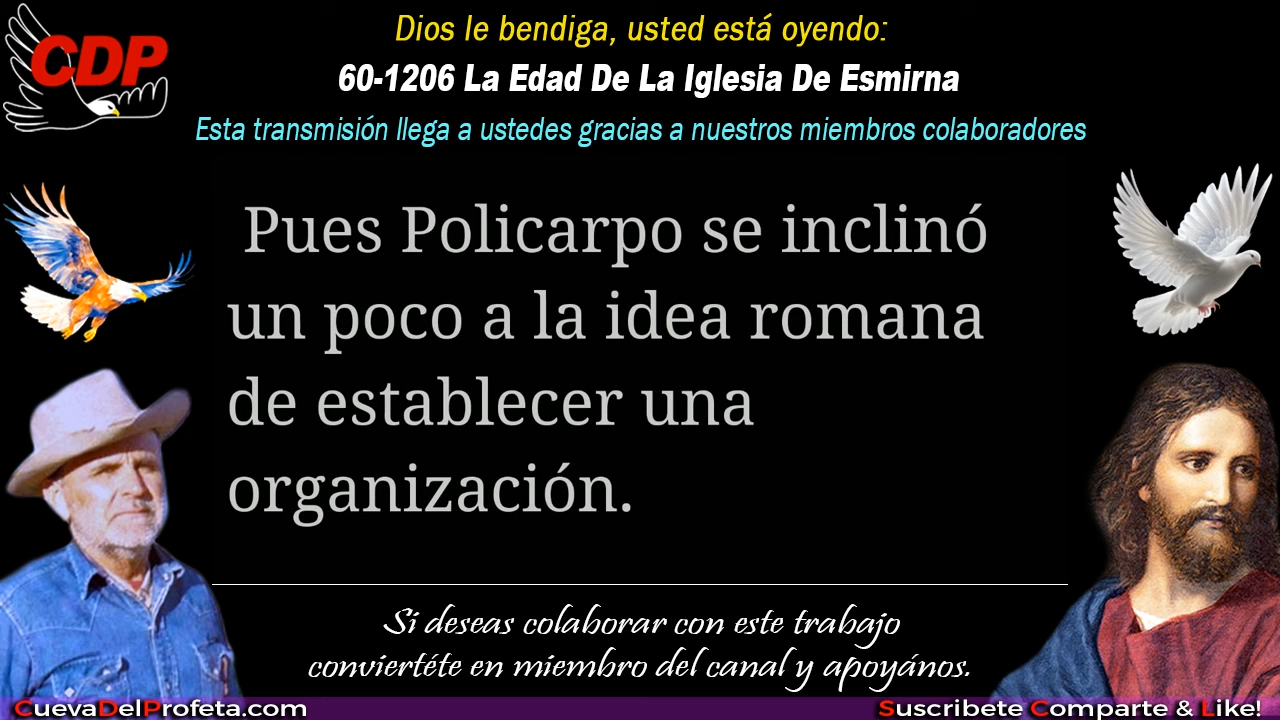 CDP
Dios le bendiga, usted está oyendo:
60-1206 La Edad De La Iglesia De Esmirna
Esta transmisión llega a ustedes gracias a nuestros miembros colaboradores
Pues Policarpo se inclinó
un poco a la idea romana
de establecer una
organización.
Si deseas colaborar con este trabajo
conviertéte en miembro del canal y apoyános.
CuevaDelProfeta.com
Suscribete Comparte & Like!